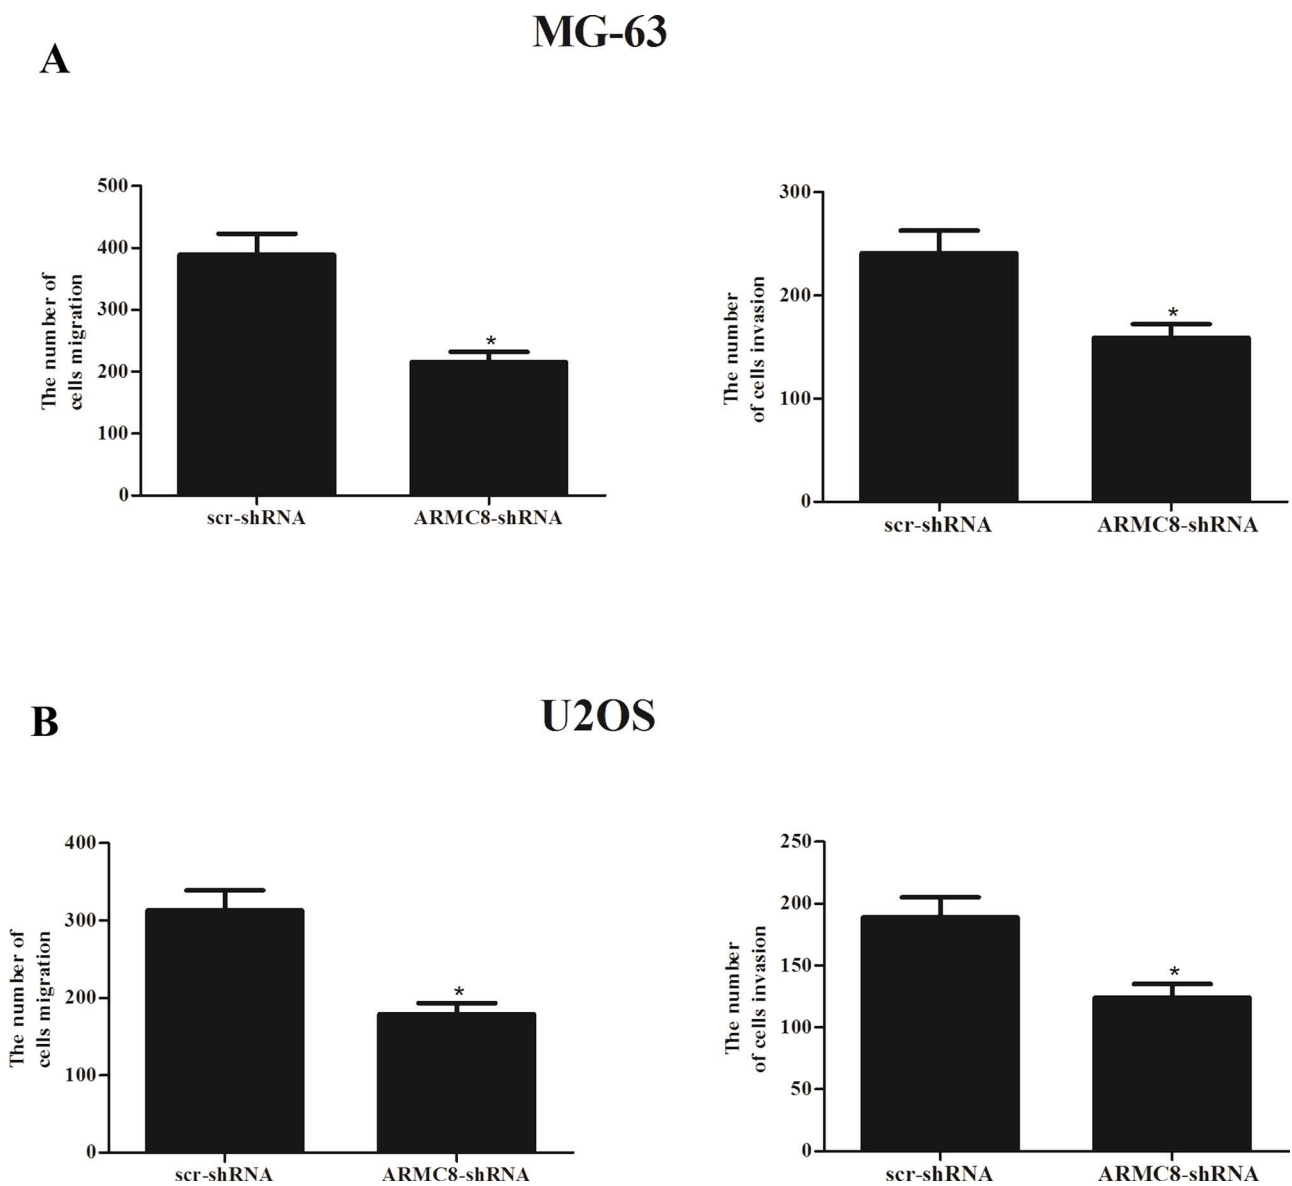 MG-63
A
500
400
300
200
100
0
The number of
cells migration
*
scr-shRNA
ARMC8-shRNA
300
200
100
0
The number
of cells invasion
*
scr-shRNA
ARMC8-shRNA
U2OS
B
400
300
200
100
0
The number of
cells migration
*
scr-shRNA
ARMC8-shRNA
250
200
150
100
50
0
The number
of cells invasion
*
scr-shRNA
ARMC8-shRNA